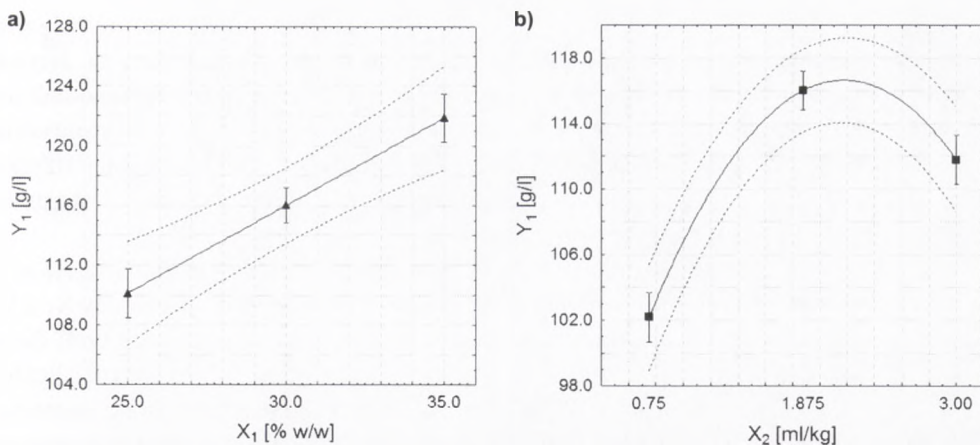 a)
128.0
124.0
120.0
116.0
112.0
108.0
104.0
Y₁ [g/l]
25.0 30.0 35.0
X₁ [% w/w]
b)
118.0
114.0
110.0
106.0
102.0
98.0
Y₁ [g/l]
0.75 1.875 3.00
X₂ [ml/kg]